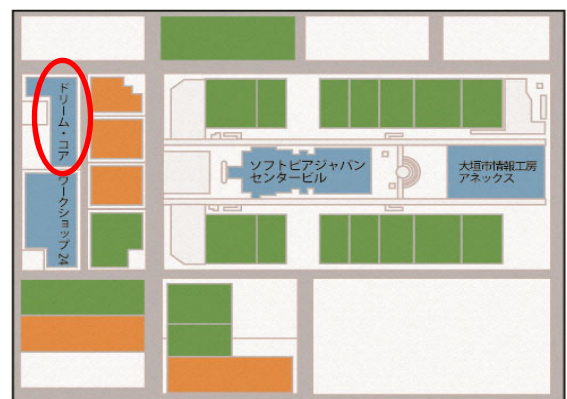 ドリーム・コア
ワークショップ24
ソフトピアジャパン
センタービル
大垣市情報工房
アネックス